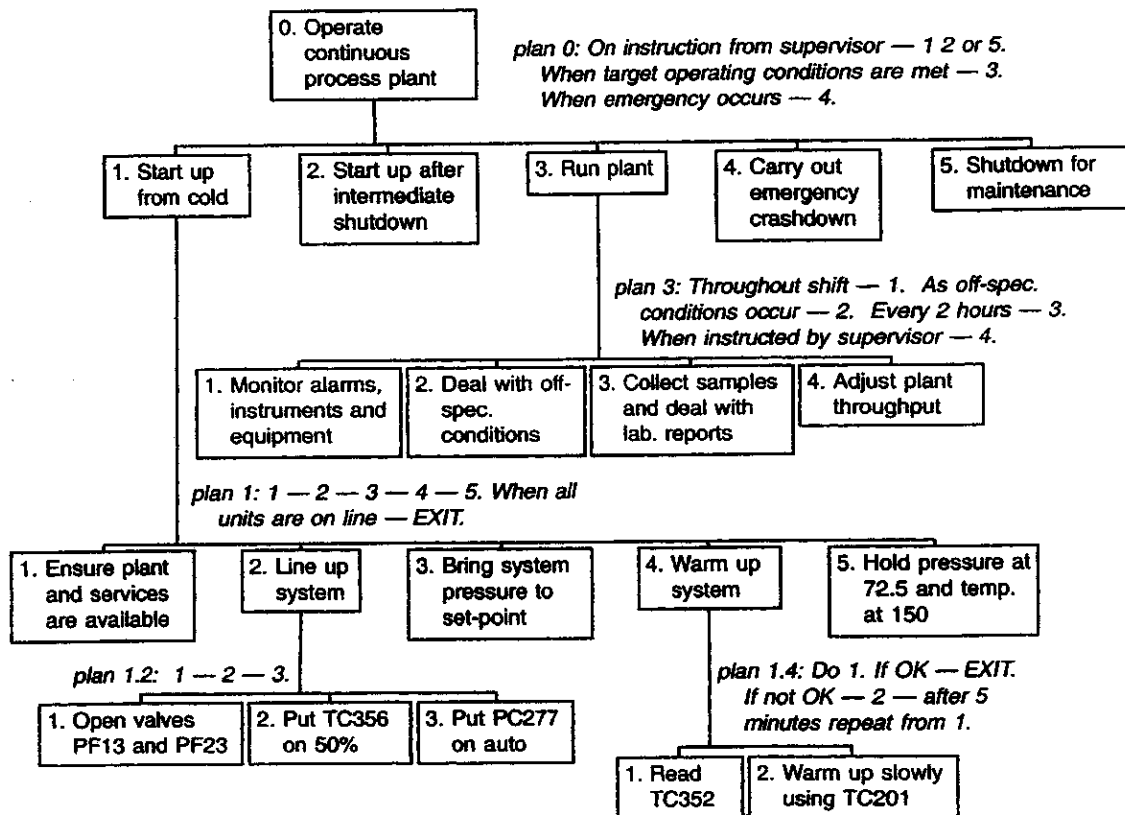 0. Operate
continuous
process plant
plan 0: On instruction from supervisor — 1 2 or 5.
When target operating conditions are met — 3.
When emergency occurs — 4.
1. Start up
from cold
2. Start up after
intermediate
shutdown
3. Run plant
4. Carry out
emergency
crashdown
5. Shutdown for
maintenance
plan 3: Throughout shift — 1. As off-spec.
conditions occur — 2. Every 2 hours — 3.
When instructed by supervisor — 4.
1. Monitor alarms,
instruments and
equipment
2. Deal with off-
spec.
conditions
3. Collect samples
and deal with
lab. reports
4. Adjust plant
throughput
plan 1: 1 — 2 — 3 — 4 — 5. When all
units are on line — EXIT.
1. Ensure plant
and services
are available
2. Line up
system
3. Bring system
pressure to
set-point
4. Warm up
system
5. Hold pressure at
72.5 and temp.
at 150
plan 1.2: 1 — 2 — 3.
1. Open valves
PF13 and PF23
2. Put TC356
on 50%
3. Put PC277
on auto
plan 1.4: Do 1. If OK — EXIT.
If not OK — 2 — after 5
minutes repeat from 1.
1. Read
TC352
2. Warm up slowly
using TC201